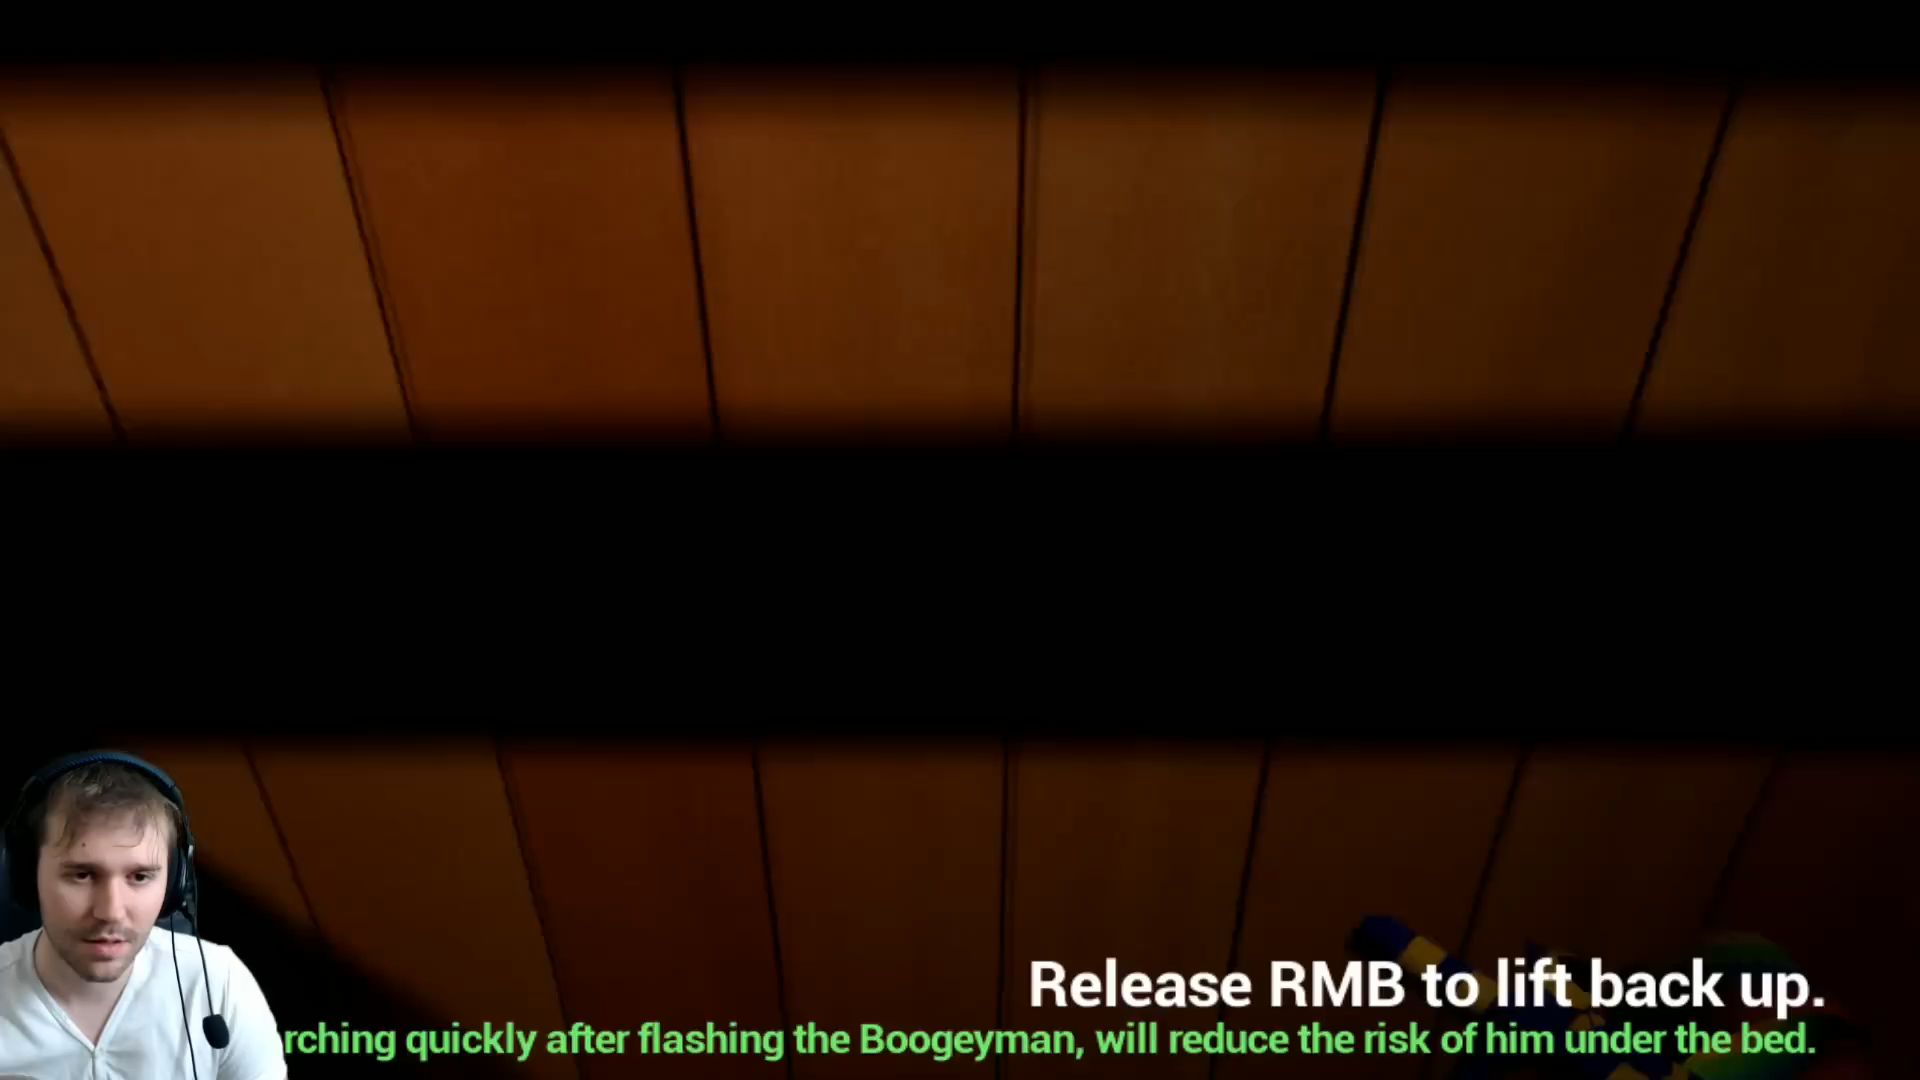 Release RMB to lift back up.
rching quickly after flashing the Boogeyman, will reduce the risk of him under the bed.